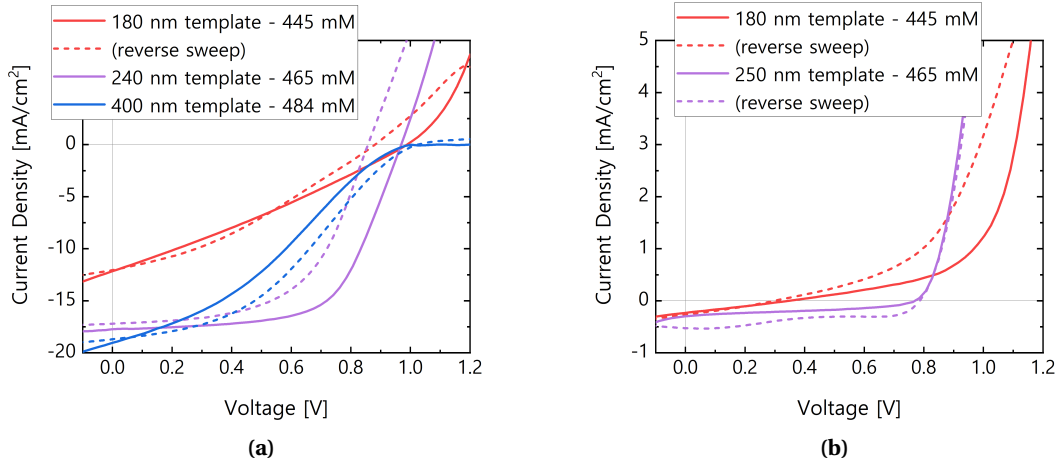 180 nm template - 445 mM
(reverse sweep)
240 nm template - 465 mM
400 nm template - 484 mM
0
-5
-10
-15
-20
0.0 0.2 0.4 0.6 0.8 1.0 1.2
Current Density [mA/cm²]
Voltage [V]
(a)
180 nm template - 445 mM
(reverse sweep)
250 nm template - 465 mM
(reverse sweep)
5
4
3
2
1
0
-1
0.0 0.2 0.4 0.6 0.8 1.0 1.2
Current Density [mA/cm²]
Voltage [V]
(b)